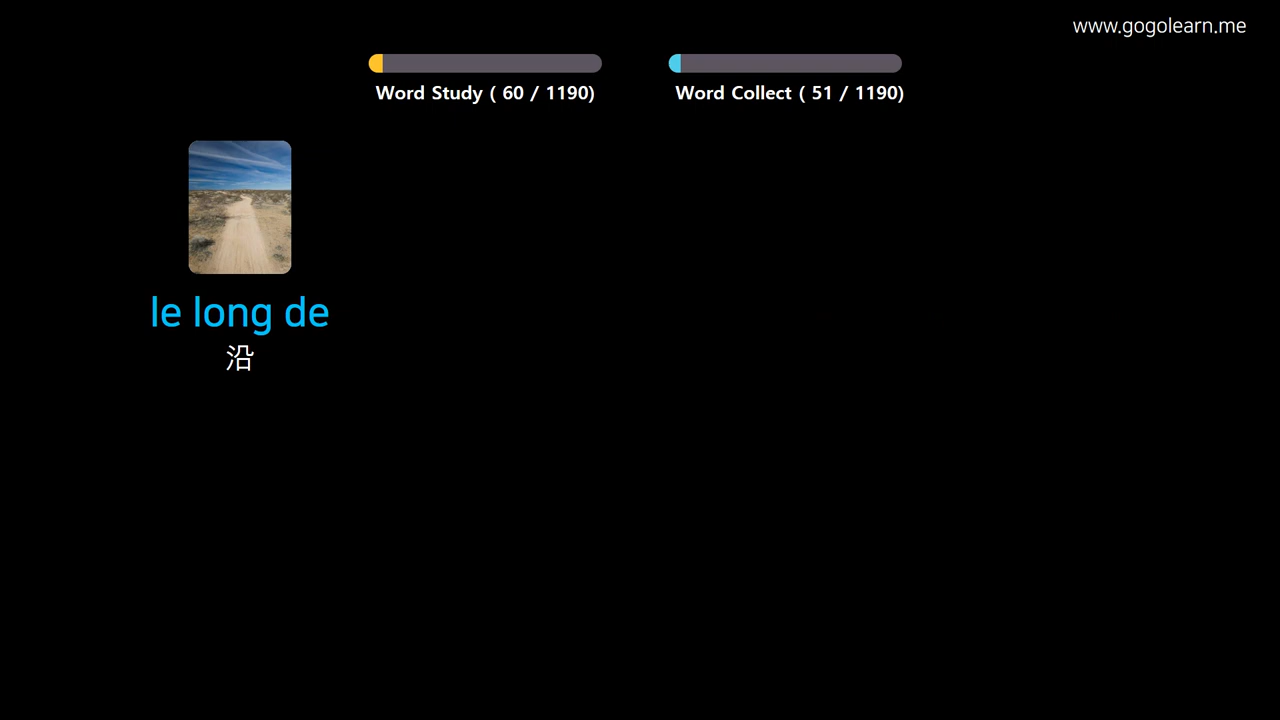 www.gogolearn.me
Word Study ( 60 / 1190)
Word Collect ( 51 / 1190)
le long de
沿